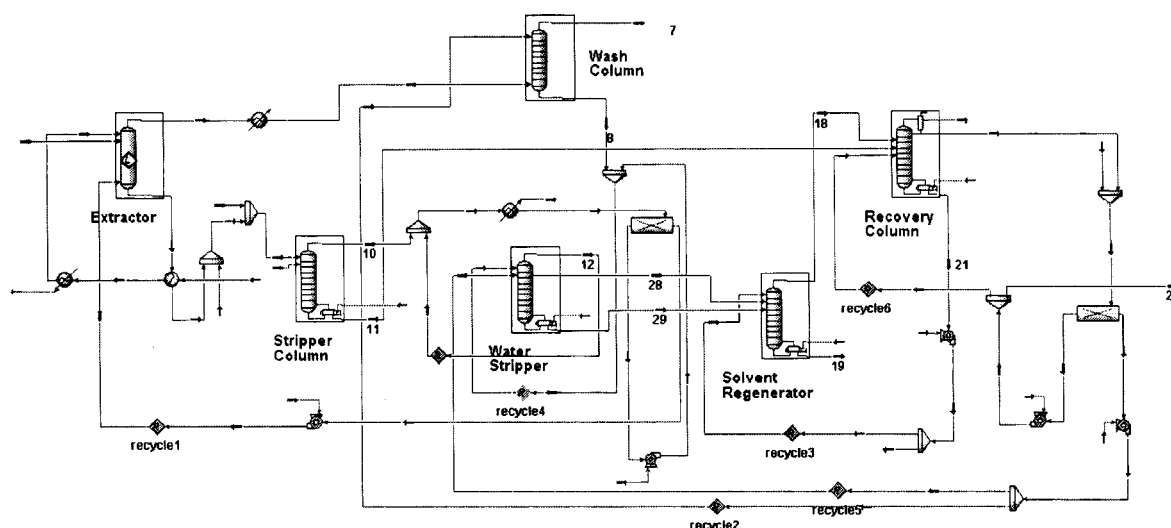 7
Wash
Column
8
18
Extractor
Recovery
Column
10
12
28
21
recycle6
2
11
29
Stripper
Column
Water
Stripper
19
Solvent
Regenerator
recycle4
recycle1
recycle3
recycle5
recycle2